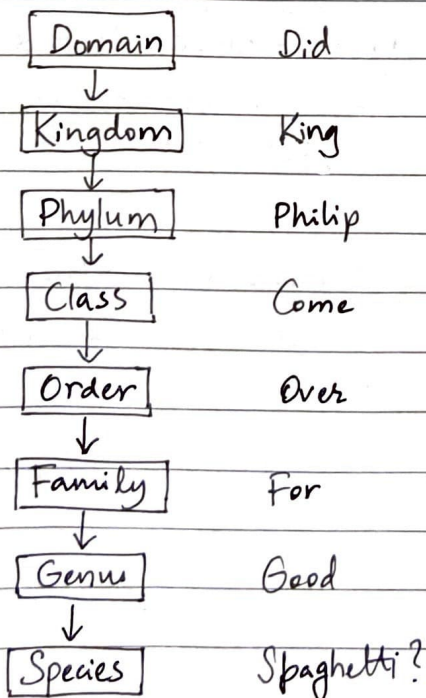 Domain Did
Kingdom King
Phylum Philip
Class Come
Order Over
Family For
Genus Good
Species Spaghetti?